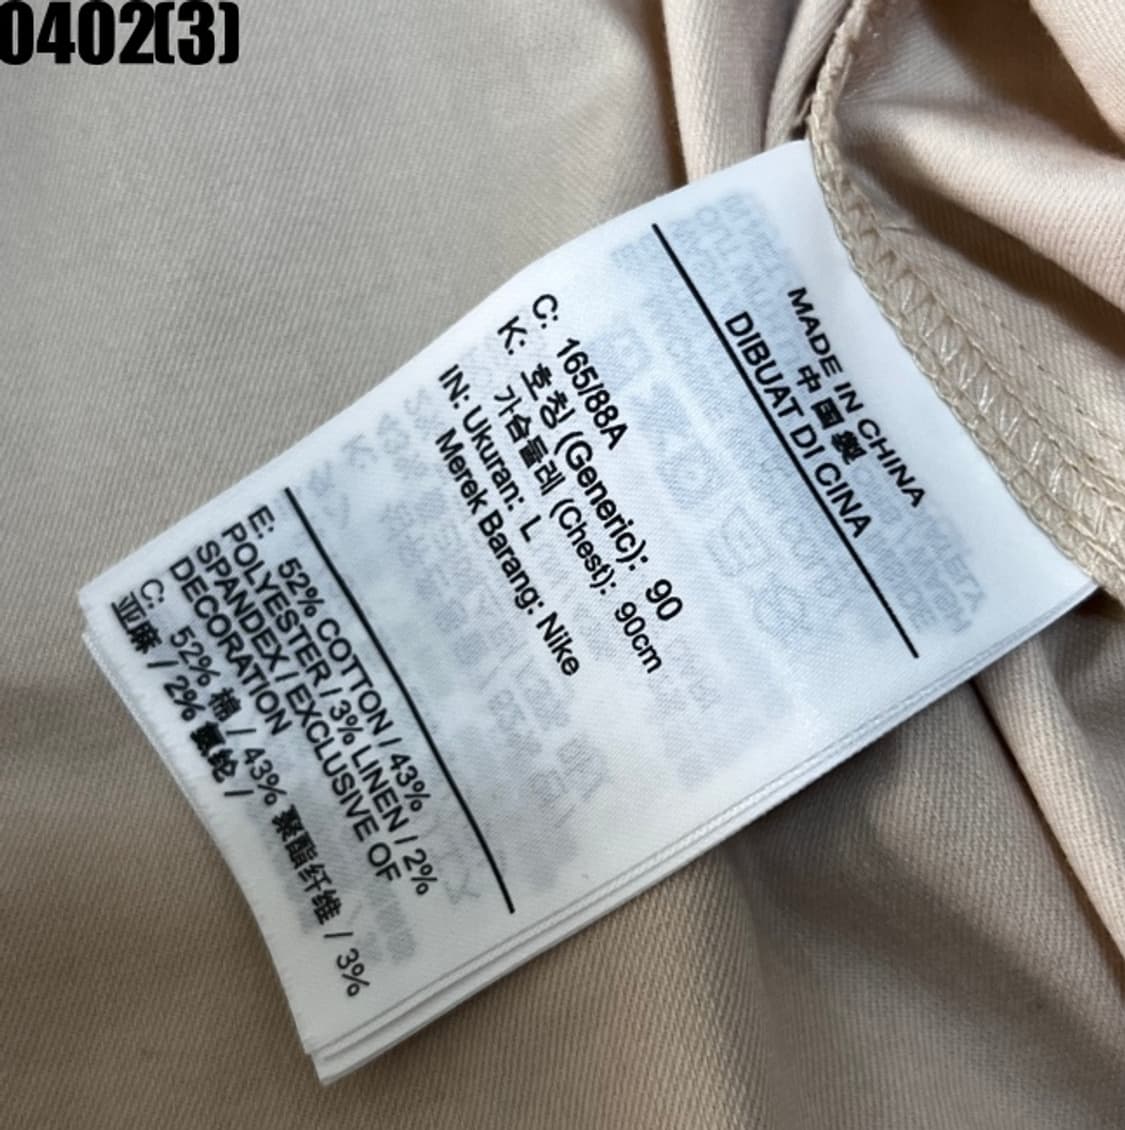 0402(3)
MADE IN CHINA
中国製
DIBUAT DI CINA
C: 165/88A
K: 호칭 (Generic): 90
가슴둘레 (Chest): 90cm
IN: Ukuran: L
Merek Barang: Nike
E: 52% COTTON / 43%
POLYESTER / 3% LINEN / 2%
SPANDEX / EXCLUSIVE OF
DECORATION
C: 52% 棉 / 43% 聚酯纤维 / 3%
亚麻 / 2% 氨纶 /